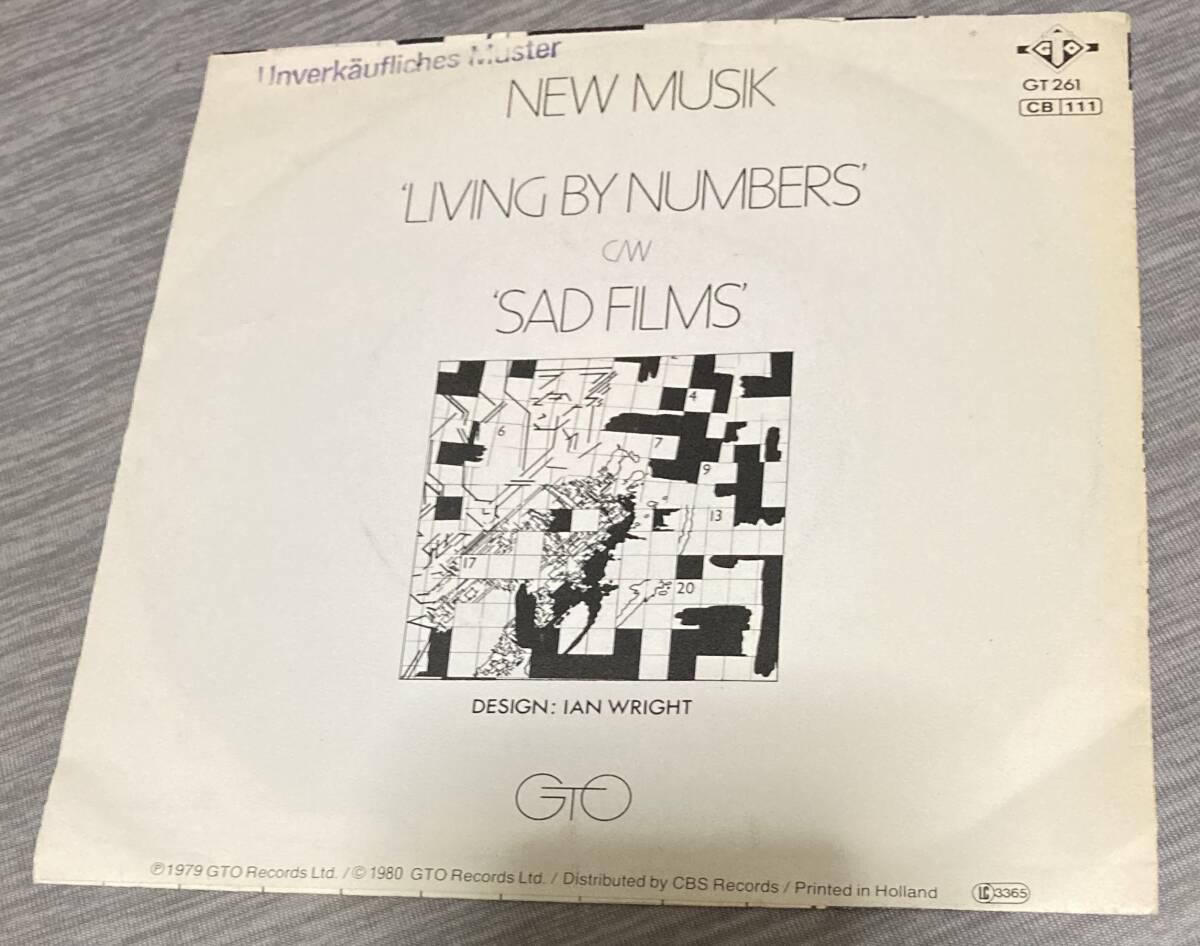 Unverkäufliches Muster
GTO
GT 261
CB 111
NEW MUSIK
'LIVING BY NUMBERS'
C/W
'SAD FILMS'
4
6
7
9
13
17
20
DESIGN: IAN WRIGHT
GTO
℗1979 GTO Records Ltd. / © 1980 GTO Records Ltd. / Distributed by CBS Records / Printed in Holland
LC 3365